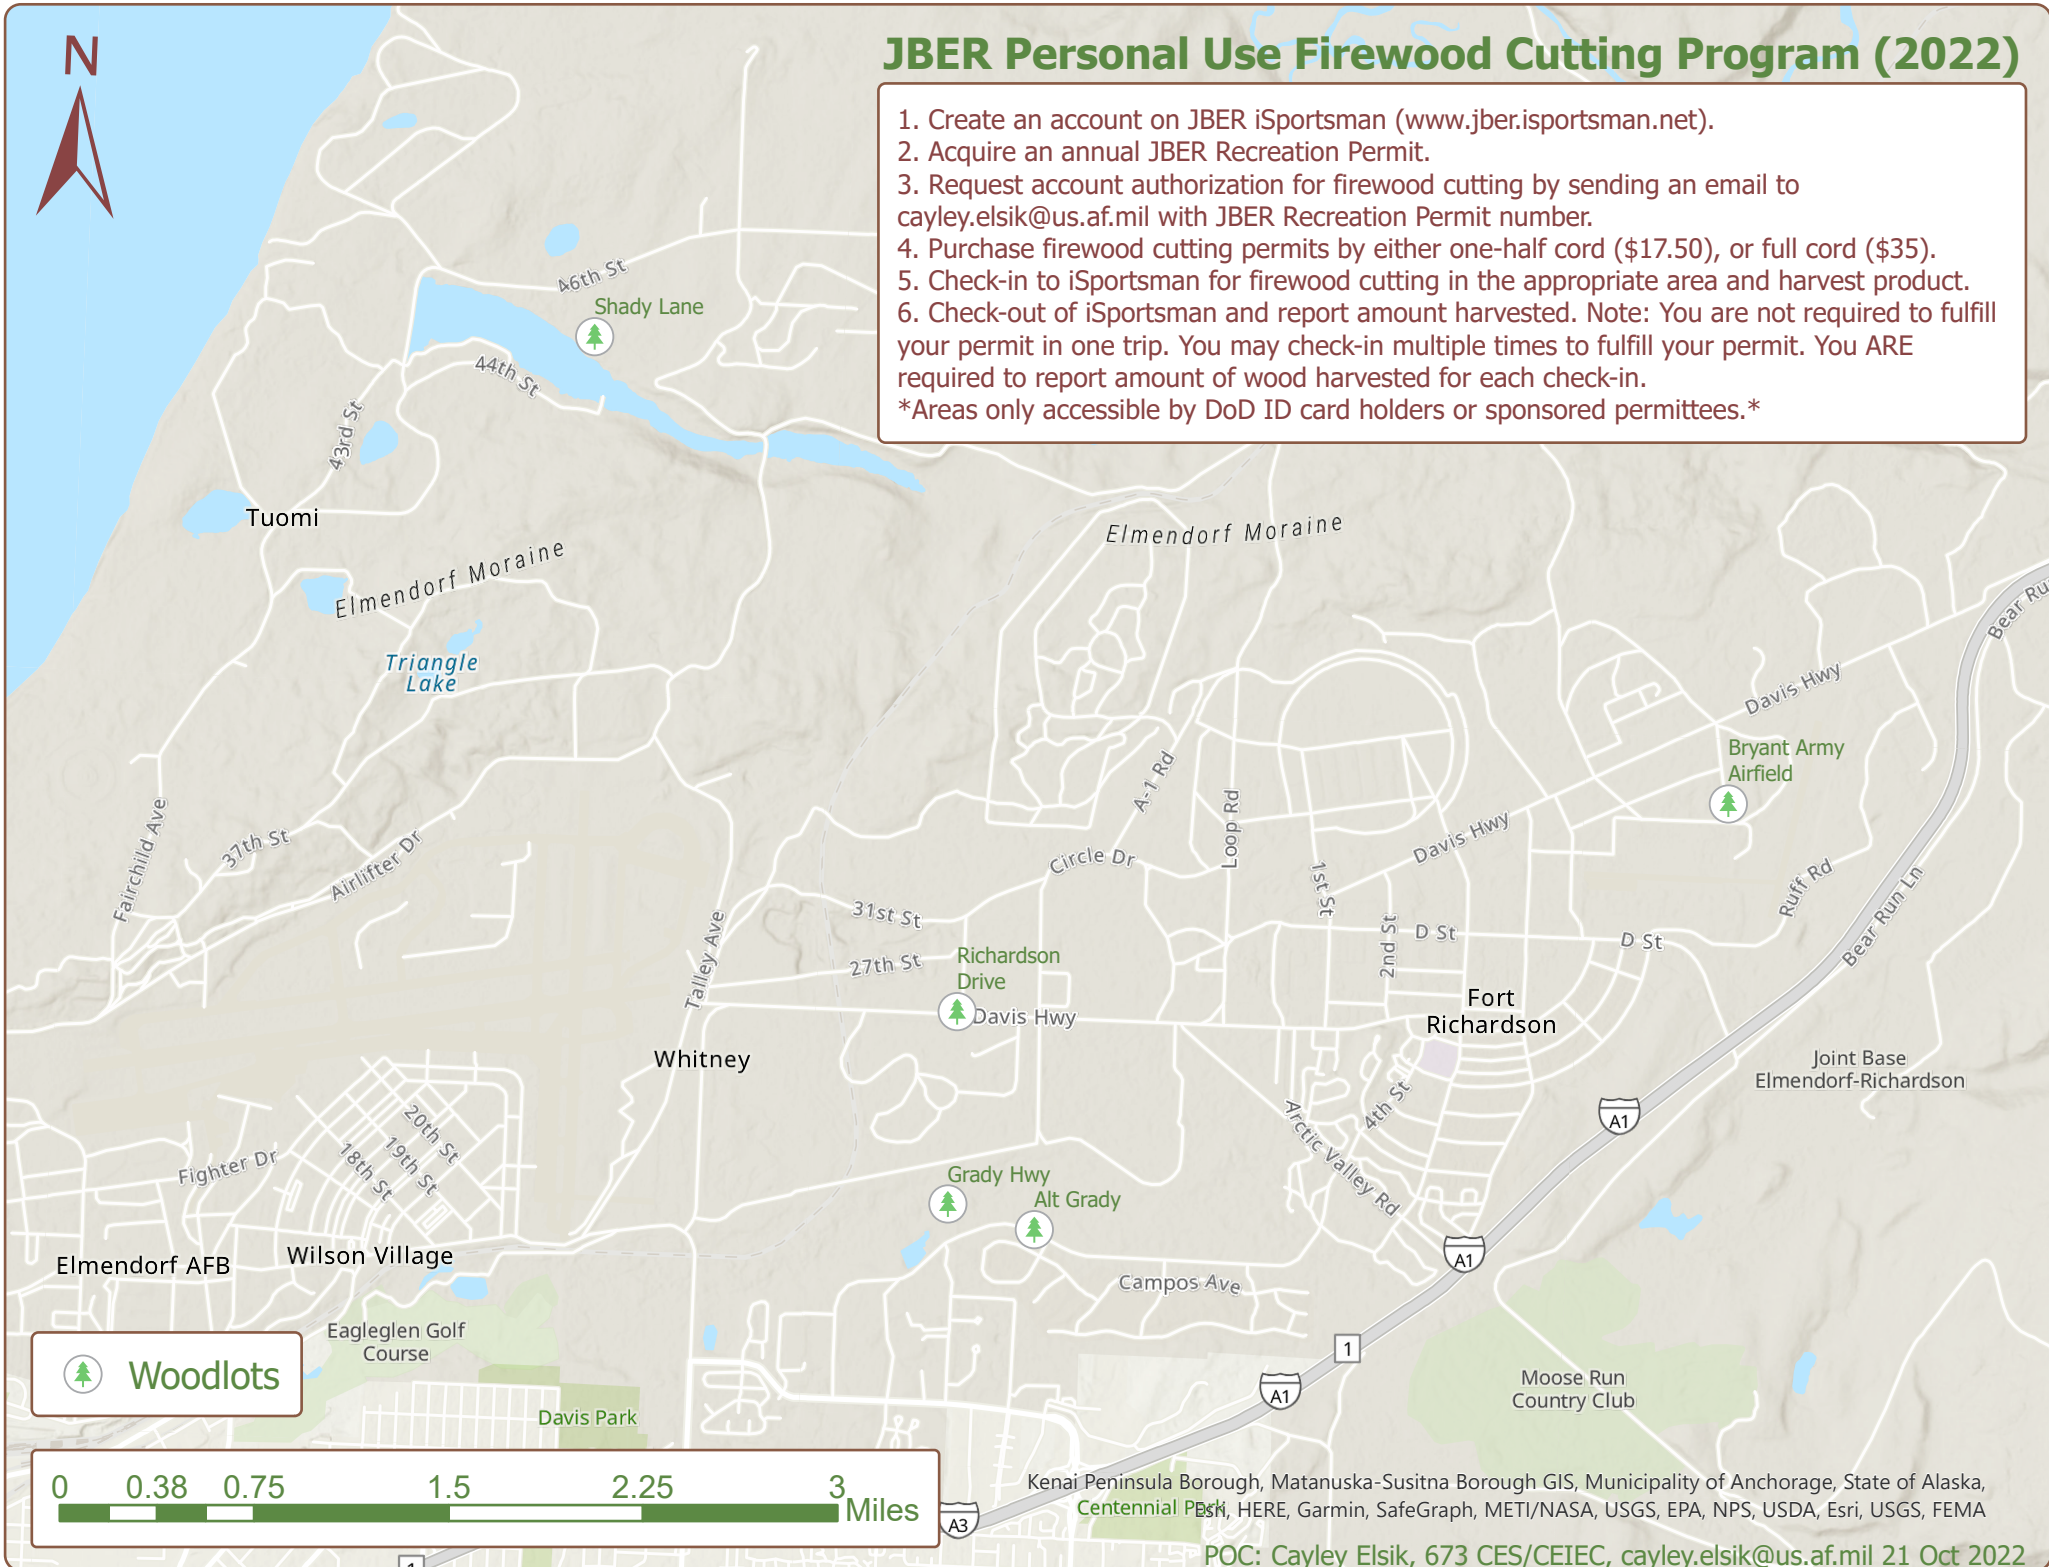 N
JBER Personal Use Firewood Cutting Program (2022)
1. Create an account on JBER iSportsman (www.jber.isportsman.net).
2. Acquire an annual JBER Recreation Permit.
3. Request account authorization for firewood cutting by sending an email to
cayley.elsik@us.af.mil with JBER Recreation Permit number.
4. Purchase firewood cutting permits by either one-half cord ($17.50), or full cord ($35).
5. Check-in to iSportsman for firewood cutting in the appropriate area and harvest product.
6. Check-out of iSportsman and report amount harvested. Note: You are not required to fulfill
your permit in one trip. You may check-in multiple times to fulfill your permit. You ARE
required to report amount of wood harvested for each check-in.
*Areas only accessible by DoD ID card holders or sponsored permittees.*
46th St
Shady Lane
44th St
43rd St
Tuomi
Elmendorf Moraine
Elmendorf Moraine
Bear Ru
Triangle
Lake
Davis Hwy
Bryant Army
Airfield
A-1 Rd
Loop Rd
Davis Hwy
Fairchild Ave
37th St
Airlifter Dr
Circle Dr
1st St
Ruff Rd
Bear Run Ln
31st St
Talley Ave
27th St
Richardson
Drive
Davis Hwy
2nd St
D St
D St
Fort
Richardson
Whitney
Joint Base
Elmendorf-Richardson
20th St
19th St
18th St
Fighter Dr
4th St
Arctic Valley Rd
A1
Grady Hwy
Alt Grady
Elmendorf AFB
Wilson Village
A1
Campos Ave
Eagleglen Golf
Course
1
Woodlots
A1
Moose Run
Country Club
Davis Park
0 0.38 0.75 1.5 2.25 3
Miles
A3
Centennial Park
Kenai Peninsula Borough, Matanuska-Susitna Borough GIS, Municipality of Anchorage, State of Alaska,
Esri, HERE, Garmin, SafeGraph, METI/NASA, USGS, EPA, NPS, USDA, Esri, USGS, FEMA
1
POC: Cayley Elsik, 673 CES/CEIEC, cayley.elsik@us.af.mil 21 Oct 2022